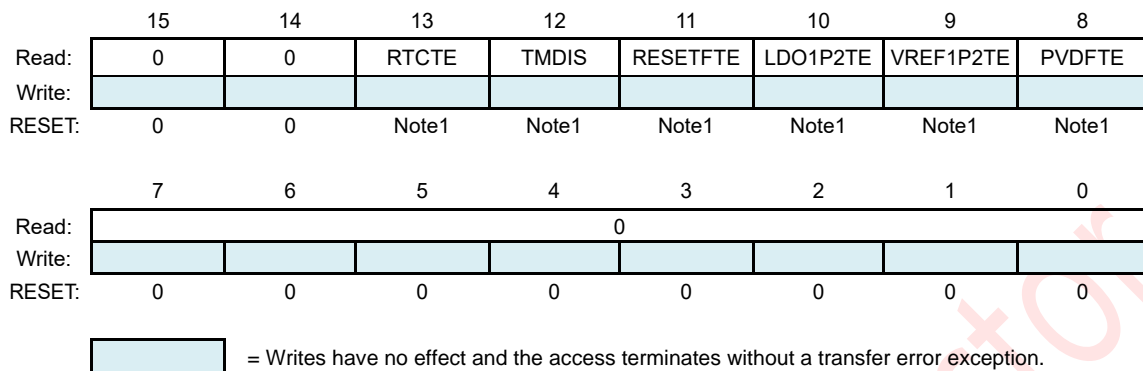 15 14 13 12 11 10 9 8
Read: 0 0 RTCTE TMDIS RESETFTE LDO1P2TE VREF1P2TE PVDFTE
Write:
RESET: 0 0 Note1 Note1 Note1 Note1 Note1 Note1
7 6 5 4 3 2 1 0
Read: 0
Write:
RESET: 0 0 0 0 0 0 0 0
= Writes have no effect and the access terminates without a transfer error exception.